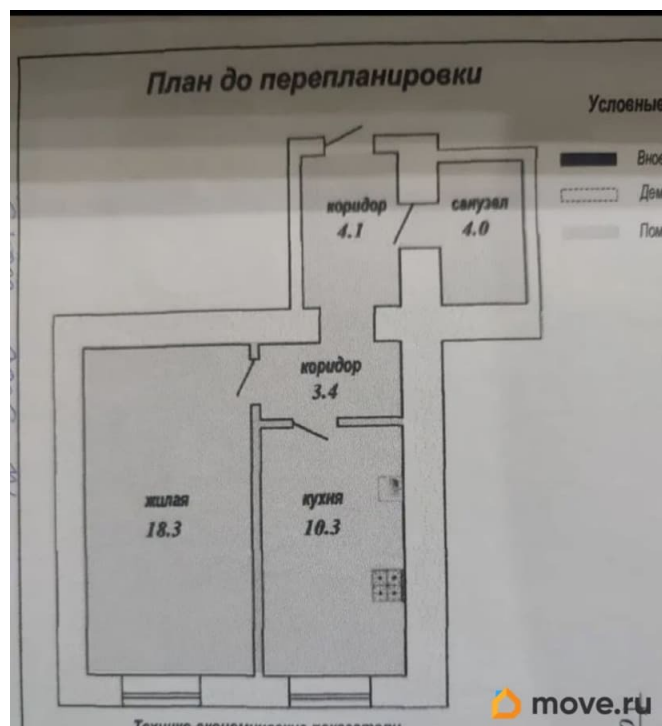 План до перепланировки
Условные
коридор
4.1
санузел
4.0
коридор
3.4
жилая
18.3
кухня
10.3
move.ru